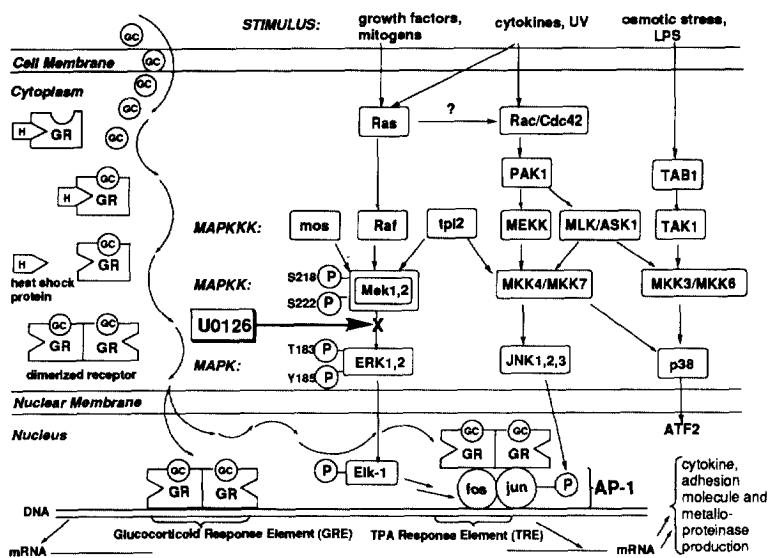 STIMULUS:
growth factors,
mitogens
cytokines, UV
osmotic stress,
LPS
GC
GC
Cell Membrane
GC
Cytoplasm
GC
GC
H
GR
GC
Ras
?
Rac/Cdc42
PAK1
TAB1
GC
H
GR
MAPKKK:
mos
Raf
tpl2
MEKK
MLK/ASK1
TAK1
GC
H
GR
heat shock
protein
MAPKK:
S218
P
S222
P
Mek1,2
MKK4/MKK7
MKK3/MKK6
U0126
X
GC
GC
GR
GR
dimerized receptor
MAPK:
T183
P
Y185
P
ERK1,2
JNK1,2,3
p38
Nuclear Membrane
Nucleus
ATF2
GC
GC
GR
GR
GC
GC
GR
GR
P
Elk-1
fos
jun
P
AP-1
cytokine,
adhesion
molecule and
metallo-
proteinase
production
DNA
Glucocorticoid Response Element (GRE)
TPA Response Element (TRE)
mRNA
mRNA